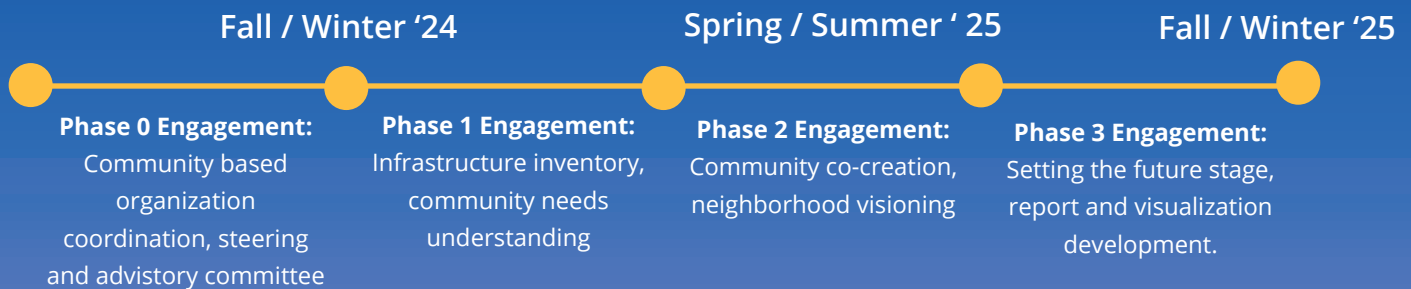 Fall / Winter ‘24
Spring / Summer ‘ 25
Fall / Winter ‘25
Phase 0 Engagement:
Community based
organization
coordination, steering
and advistory committee
Phase 1 Engagement:
Infrastructure inventory,
community needs
understanding
Phase 2 Engagement:
Community co-creation,
neighborhood visioning
Phase 3 Engagement:
Setting the future stage,
report and visualization
development.